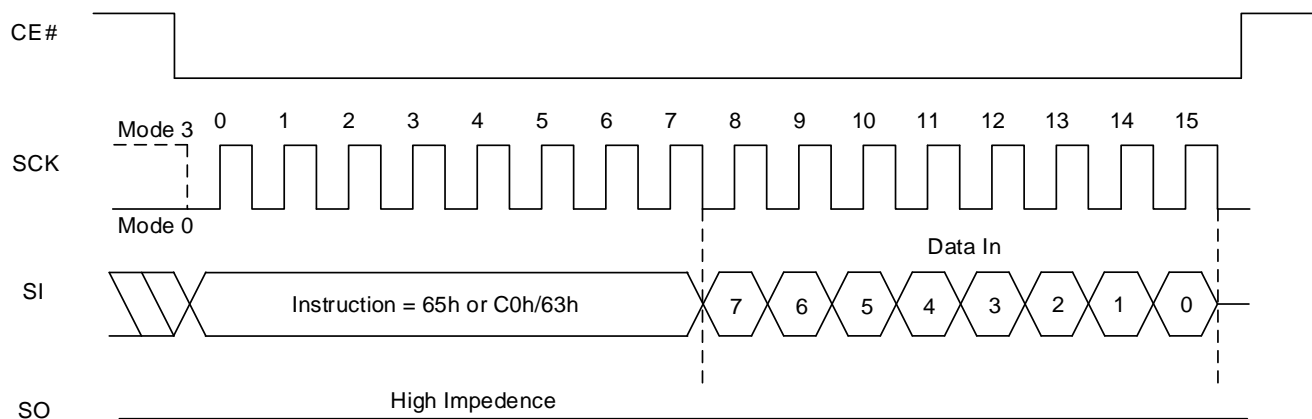 CE#
Mode 3
0 1 2 3 4 5 6 7 8 9 10 11 12 13 14 15
SCK
Mode 0
Data In
SI
Instruction = 65h or C0h/63h
7 6 5 4 3 2 1 0
High Impedence
SO